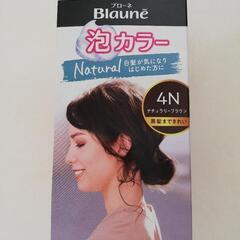 ブローネ
Blauné
泡カラー
Natural
白髪が気になり
はじめた方に
4N
ナチュラリーブラウン
黒髪まできれい